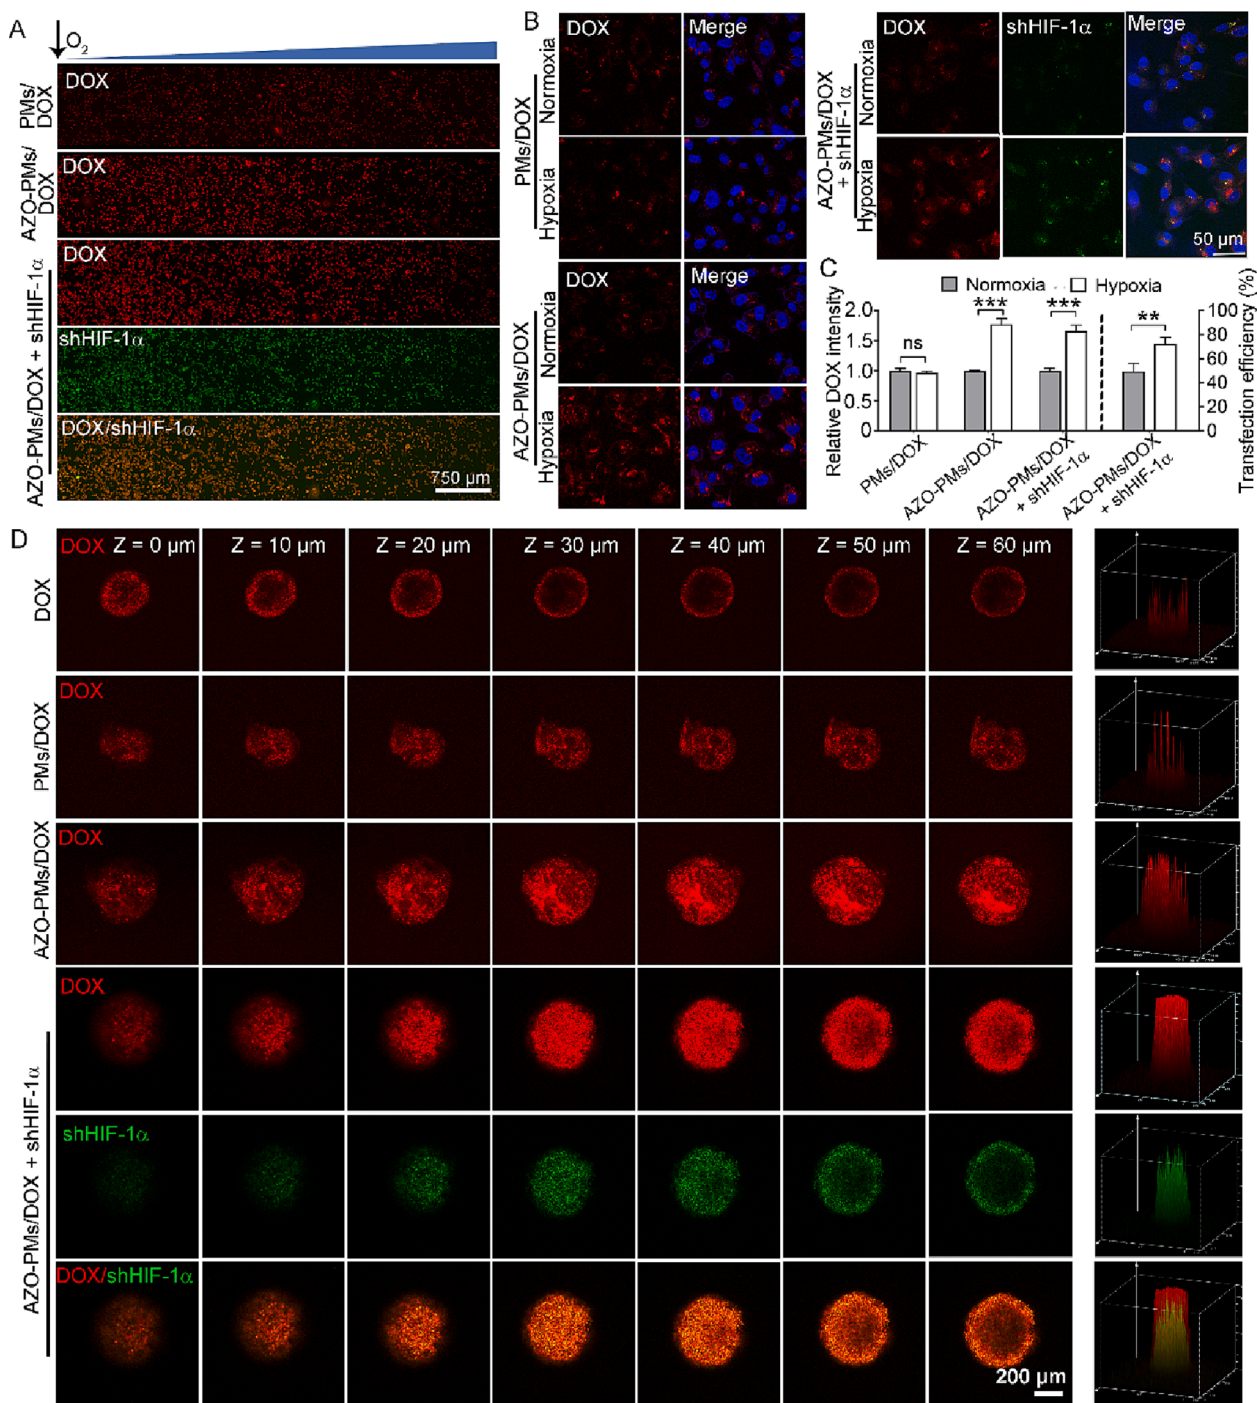 A
O2
PMs/
DOX
DOX
AZO-PMs/
DOX
DOX
AZO-PMs/DOX + shHIF-1α
DOX
shHIF-1α
DOX/shHIF-1α
750 µm
B
DOX
Merge
PMs/DOX
Normoxia
Hypoxia
DOX
Merge
AZO-PMs/DOX
Normoxia
Hypoxia
DOX
shHIF-1α
Merge
AZO-PMs/DOX
+ shHIF-1α
Normoxia
Hypoxia
50 µm
C
Normoxia
Hypoxia
Relative DOX intensity
2.0
1.5
1.0
0.5
0
ns
***
***
**
100
80
60
40
20
0
Transfection efficiency (%)
PMs/DOX
AZO-PMs/DOX
AZO-PMs/DOX
+ shHIF-1α
AZO-PMs/DOX
+ shHIF-1α
D
DOX
DOX
Z = 0 µm
Z = 10 µm
Z = 20 µm
Z = 30 µm
Z = 40 µm
Z = 50 µm
Z = 60 µm
PMs/DOX
DOX
AZO-PMs/DOX
DOX
AZO-PMs/DOX + shHIF-1α
DOX
shHIF-1α
DOX/shHIF-1α
200 µm